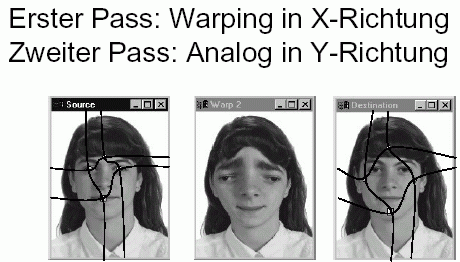 Erster Pass: Warping in X-Richtung
Zweiter Pass: Analog in Y-Richtung
Source
Warp 2
Destination